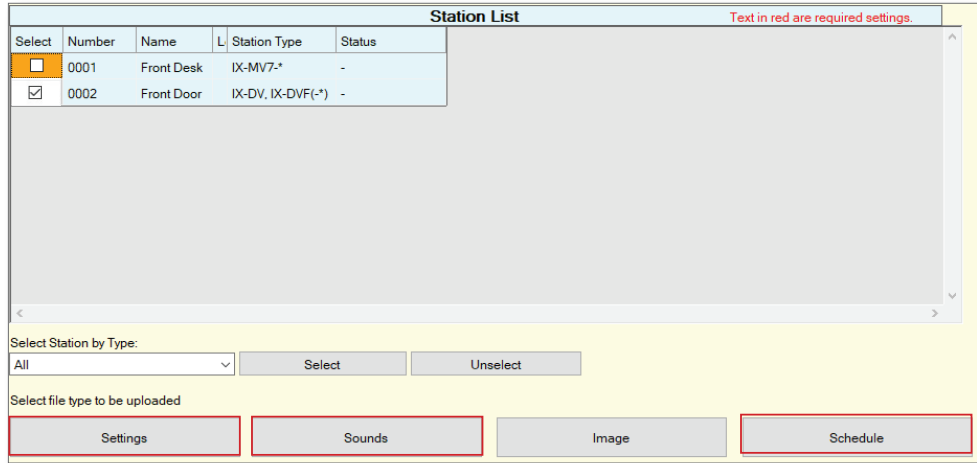 Station List Text in red are required settings.
Select Number Name L Station Type Status
0001 Front Desk IX-MV7-* -
0002 Front Door IX-DV, IX-DVF(-*) -
Select Station by Type:
All Select Unselect
Select file type to be uploaded
Settings Sounds Image Schedule